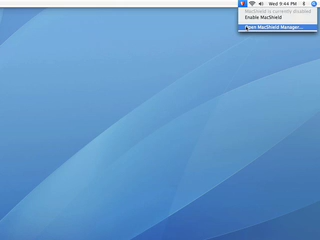 Wed 9:44 PM
MacShield is currently disabled
Enable MacShield
Open MacShield Manager...